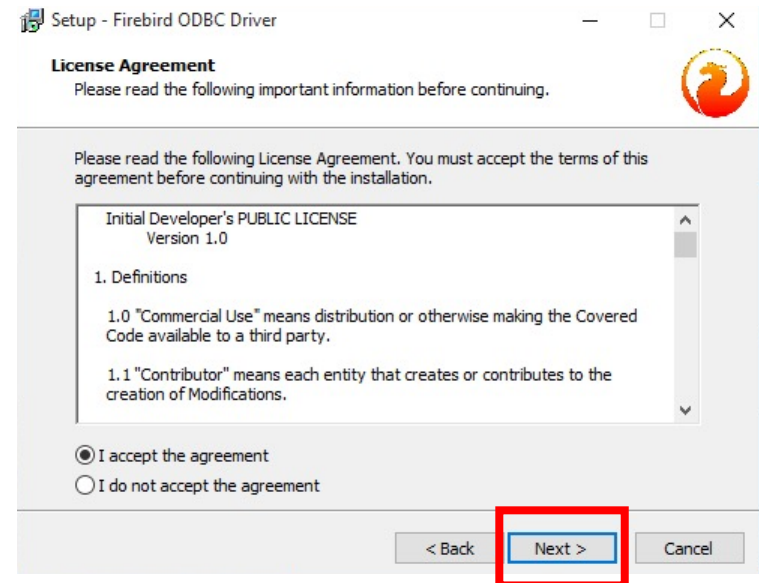 Setup - Firebird ODBC Driver
License Agreement
Please read the following important information before continuing.
Please read the following License Agreement. You must accept the terms of this
agreement before continuing with the installation.
Initial Developer's PUBLIC LICENSE
Version 1.0
1. Definitions
1.0 "Commercial Use" means distribution or otherwise making the Covered
Code available to a third party.
1.1 "Contributor" means each entity that creates or contributes to the
creation of Modifications.
I accept the agreement
I do not accept the agreement
< Back Next > Cancel